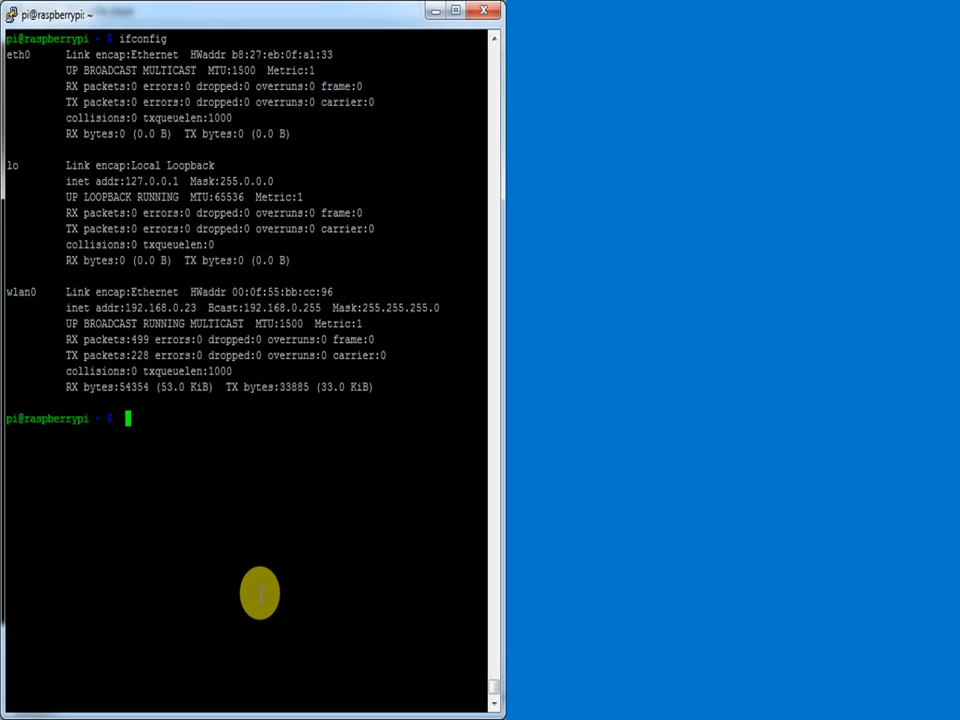 pi@raspberrypi: ~
pi@raspberrypi ~ $ ifconfig
eth0 Link encap:Ethernet HWaddr b8:27:eb:0f:a1:33
UP BROADCAST MULTICAST MTU:1500 Metric:1
RX packets:0 errors:0 dropped:0 overruns:0 frame:0
TX packets:0 errors:0 dropped:0 overruns:0 carrier:0
collisions:0 txqueuelen:1000
RX bytes:0 (0.0 B) TX bytes:0 (0.0 B)
lo Link encap:Local Loopback
inet addr:127.0.0.1 Mask:255.0.0.0
UP LOOPBACK RUNNING MTU:65536 Metric:1
RX packets:0 errors:0 dropped:0 overruns:0 frame:0
TX packets:0 errors:0 dropped:0 overruns:0 carrier:0
collisions:0 txqueuelen:0
RX bytes:0 (0.0 B) TX bytes:0 (0.0 B)
wlan0 Link encap:Ethernet HWaddr 00:0f:55:bb:cc:96
inet addr:192.168.0.23 Bcast:192.168.0.255 Mask:255.255.255.0
UP BROADCAST RUNNING MULTICAST MTU:1500 Metric:1
RX packets:499 errors:0 dropped:0 overruns:0 frame:0
TX packets:228 errors:0 dropped:0 overruns:0 carrier:0
collisions:0 txqueuelen:1000
RX bytes:54354 (53.0 KiB) TX bytes:33885 (33.0 KiB)
pi@raspberrypi ~ $